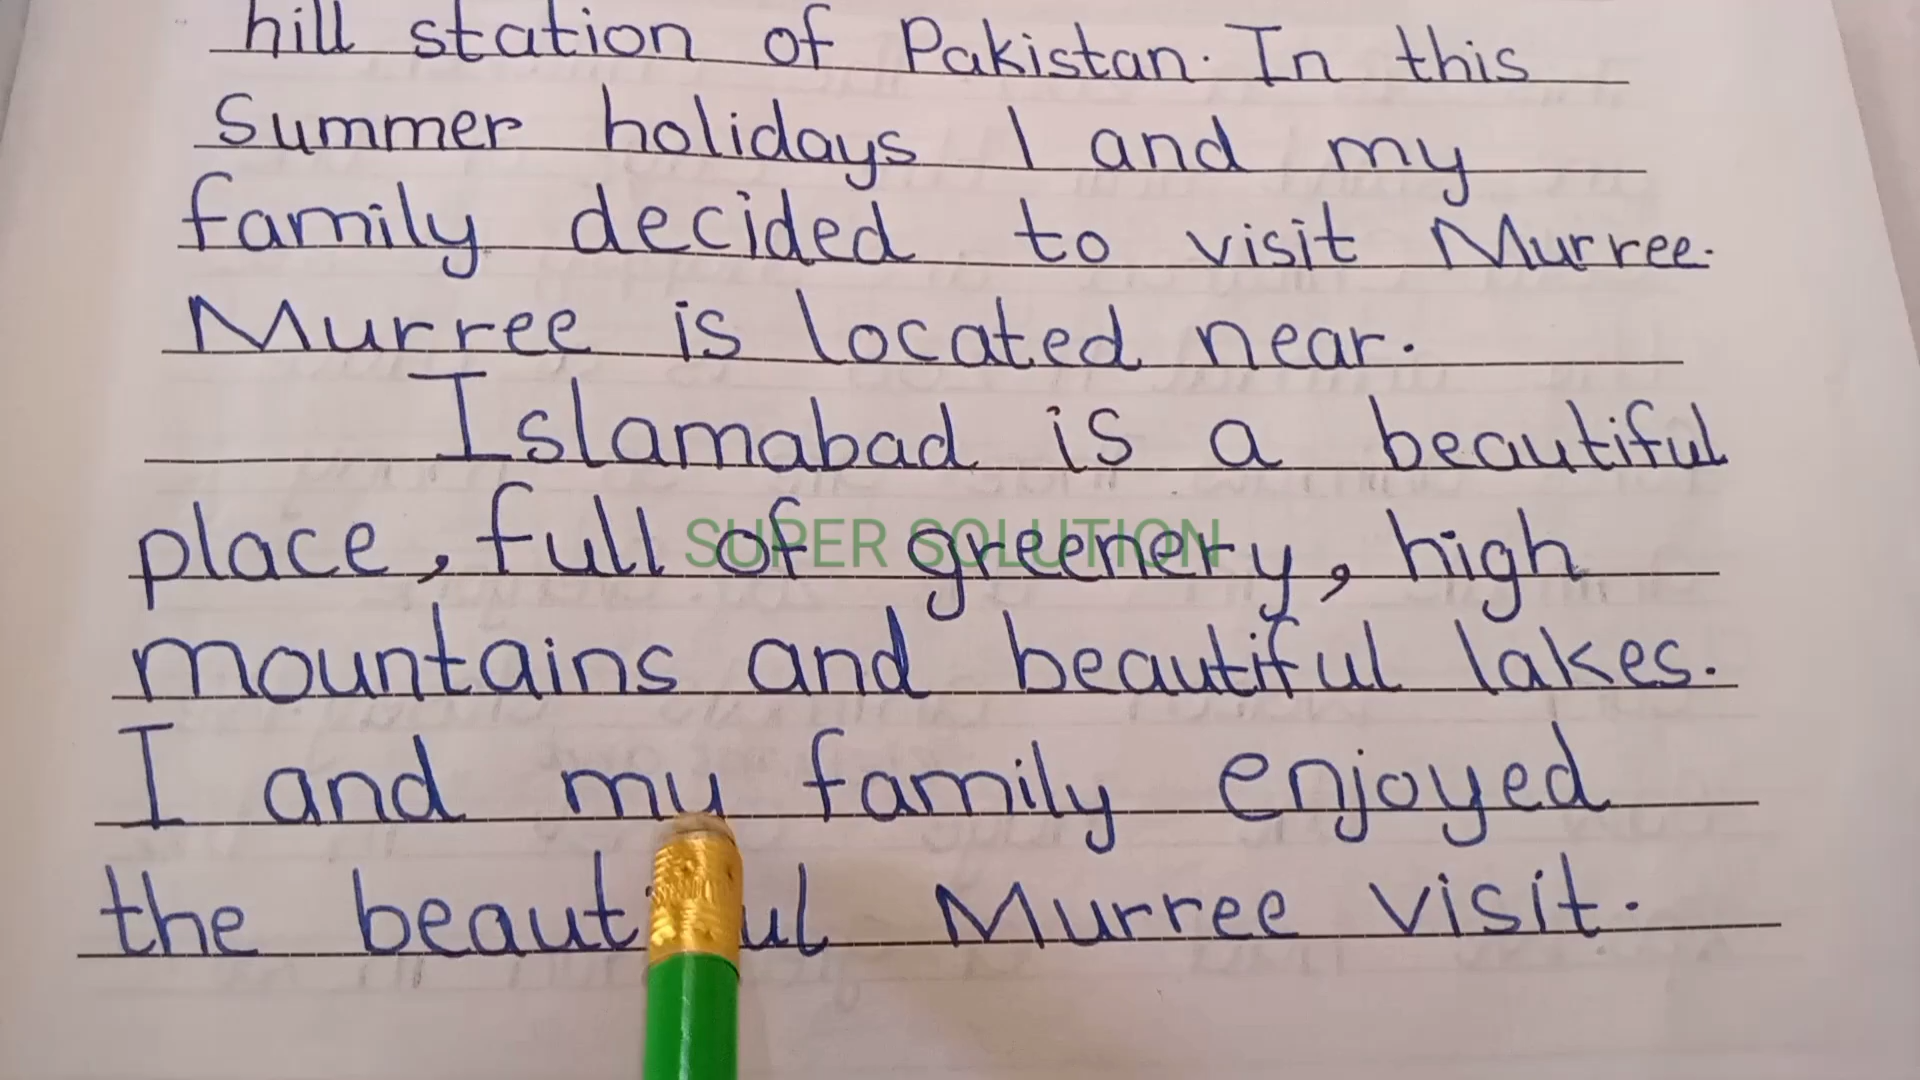 hill station of Pakistan. In this
Summer holidays I and my
family decided to visit Murree.
Murree is located near.
Islamabad is a beautiful
place, full of greenery, high
SUPER SOLUTION
mountains and beautiful lakes.
I and my family enjoyed
the Murree visit.